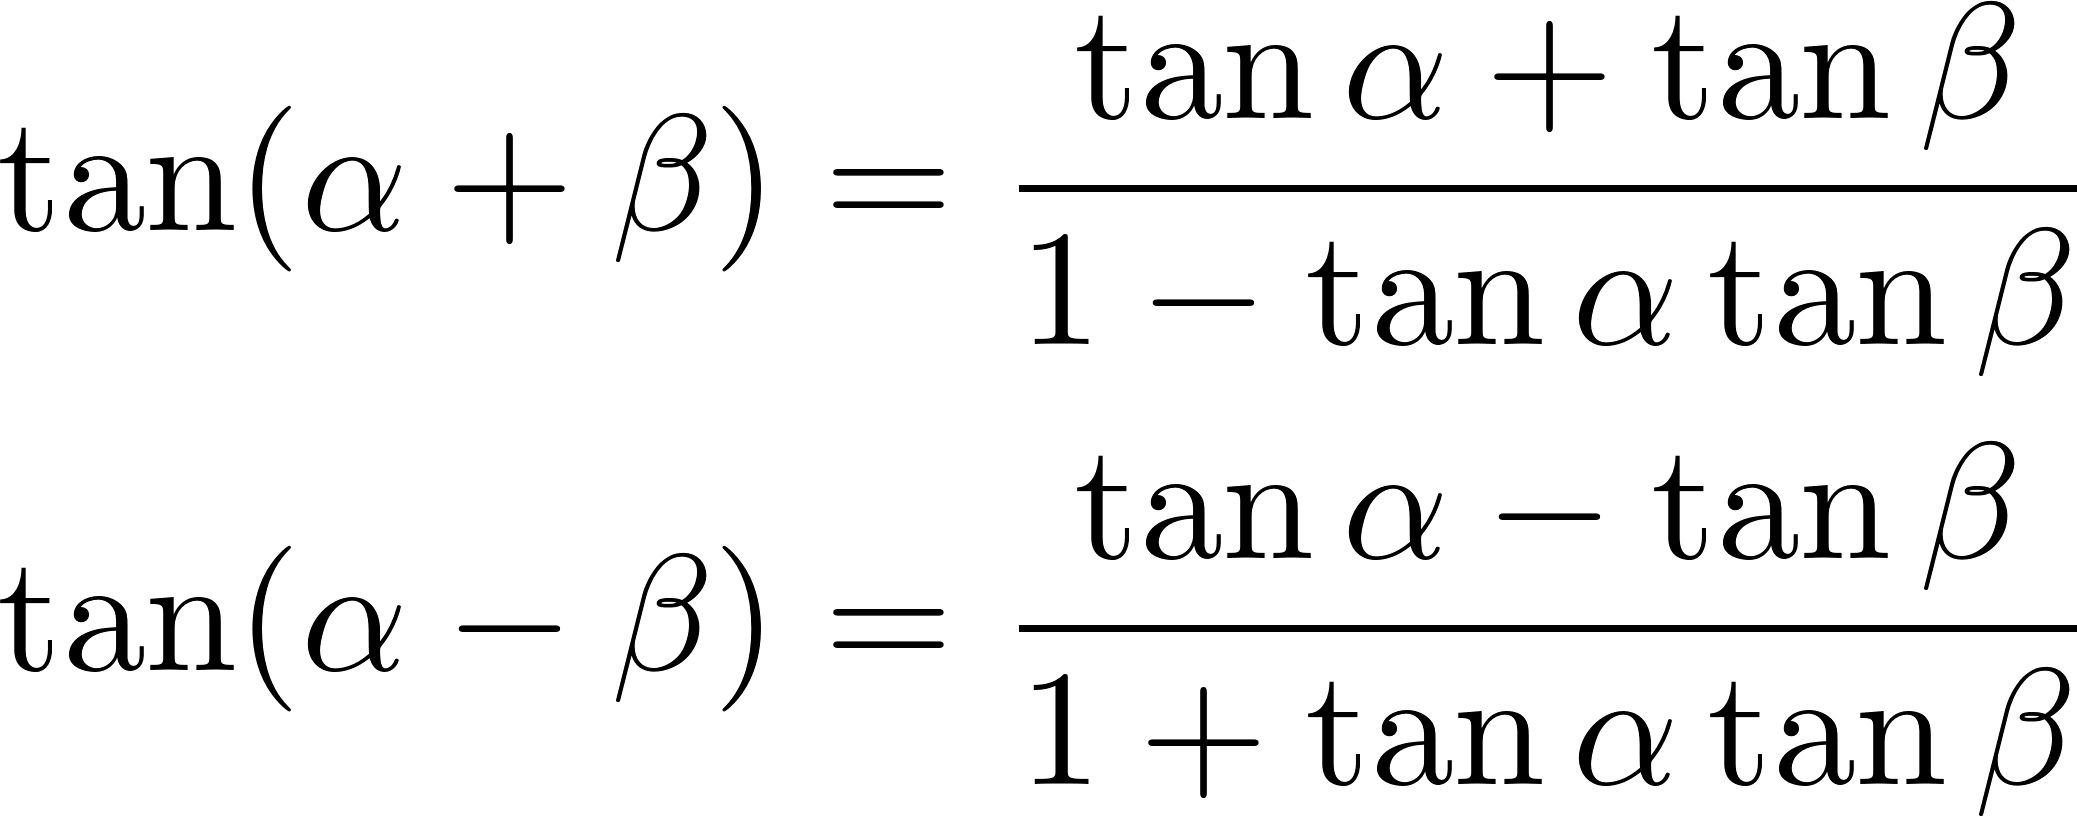 tan(α + β) = (tan α + tan β) / (1 − tan α tan β)
tan(α − β) = (tan α − tan β) / (1 + tan α tan β)